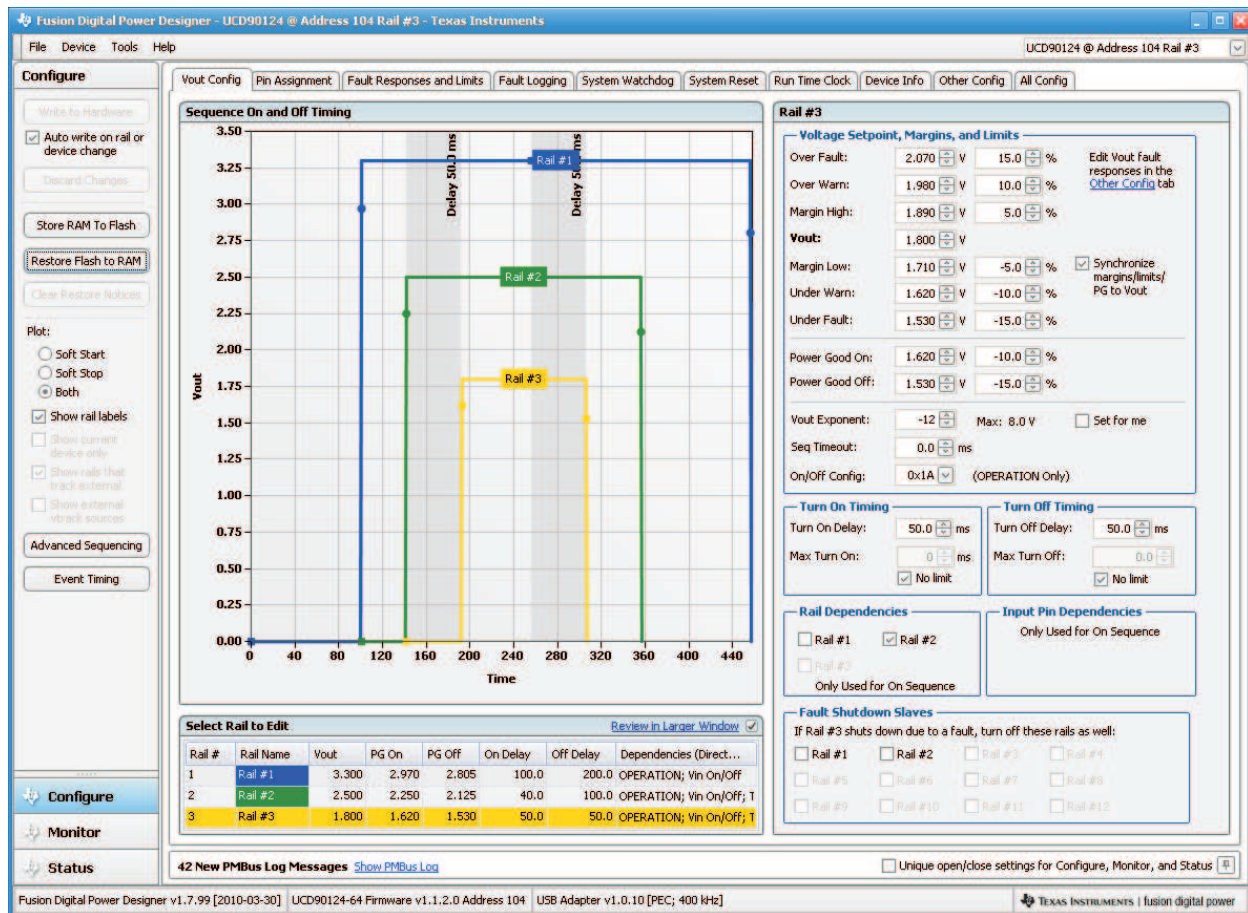 Fusion Digital Power Designer - UCD90124 @ Address 104 Rail #3 - Texas Instruments
File Device Tools Help
UCD90124 @ Address 104 Rail #3
Configure
Write to Hardware
Auto write on rail or
device change
Discard Changes
Store RAM To Flash
Restore Flash to RAM
Clear Restore Notices
Plot:
Soft Start
Soft Stop
Both
Show rail labels
Show current
device only
Show rails that
track external
Show external
vtrack sources
Advanced Sequencing
Event Timing
Configure
Monitor
Status
Vout Config Pin Assignment Fault Responses and Limits Fault Logging System Watchdog System Reset Run Time Clock Device Info Other Config All Config
Sequence On and Off Timing
3.50
3.25
3.00
2.75
2.50
2.25
2.00
1.75
1.50
1.25
1.00
0.75
0.50
0.25
0.00
Vout
Delay 50.0 ms
Delay 50.0 ms
Rail #1
Rail #2
Rail #3
0 40 80 120 160 200 240 280 320 360 400 440
Time
Select Rail to Edit
Review in Larger Window
Rail # Rail Name Vout PG On PG Off On Delay Off Delay Dependencies (Direct...
1 Rail #1 3.300 2.970 2.805 100.0 200.0 OPERATION; Vin On/Off
2 Rail #2 2.500 2.250 2.125 40.0 100.0 OPERATION; Vin On/Off; T
3 Rail #3 1.800 1.620 1.530 50.0 50.0 OPERATION; Vin On/Off; T
Rail #3
Voltage Setpoint, Margins, and Limits
Over Fault: 2.070 V 15.0 %
Over Warn: 1.980 V 10.0 %
Margin High: 1.890 V 5.0 %
Edit Vout fault
responses in the
Other Config tab
Vout: 1.800 V
Margin Low: 1.710 V -5.0 %
Under Warn: 1.620 V -10.0 %
Under Fault: 1.530 V -15.0 %
Synchronize
margins/limits/
PG to Vout
Power Good On: 1.620 V -10.0 %
Power Good Off: 1.530 V -15.0 %
Vout Exponent: -12 Max: 8.0 V Set for me
Seq Timeout: 0.0 ms
On/Off Config: 0x1A (OPERATION Only)
Turn On Timing
Turn On Delay: 50.0 ms
Max Turn On: 0 ms
No limit
Turn Off Timing
Turn Off Delay: 50.0 ms
Max Turn Off: 0.0
No limit
Rail Dependencies
Rail #1 Rail #2
Rail #3
Only Used for On Sequence
Input Pin Dependencies
Only Used for On Sequence
Fault Shutdown Slaves
If Rail #3 shuts down due to a fault, turn off these rails as well:
Rail #1 Rail #2 Rail #3 Rail #4
Rail #5 Rail #6 Rail #7 Rail #8
Rail #9 Rail #10 Rail #11 Rail #12
42 New PMBus Log Messages Show PMBus Log
Unique open/close settings for Configure, Monitor, and Status
Fusion Digital Power Designer v1.7.99 [2010-03-30] UCD90124-64 Firmware v1.1.2.0 Address 104 USB Adapter v1.0.10 [PEC; 400 kHz]
TEXAS INSTRUMENTS | fusion digital power